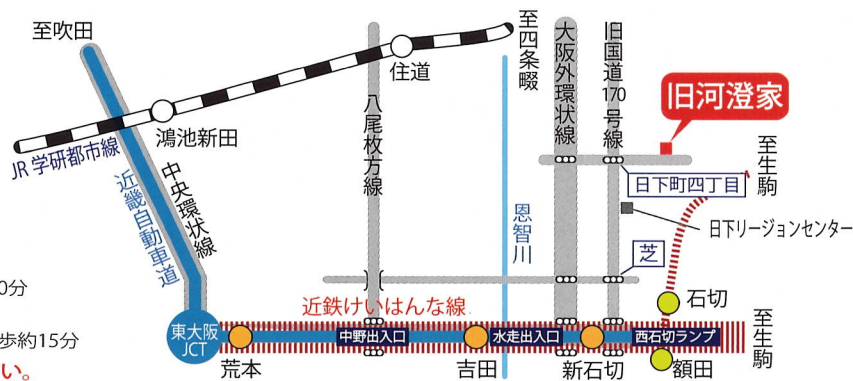 至吹田
至四条畷
大阪外環状線
旧国道170号線
住道
旧河澄家
八尾枚方線
鴻池新田
JR学研都市線
中央環状線
近畿自動車道
至生駒
日下町四丁目
恩智川
日下リージョンセンター
芝
0分
近鉄けいはんな線
石切
歩約15分
東大阪
JCT
中野出入口
水走出入口
西石切ランプ
至生駒
い。
荒本
吉田
新石切
額田